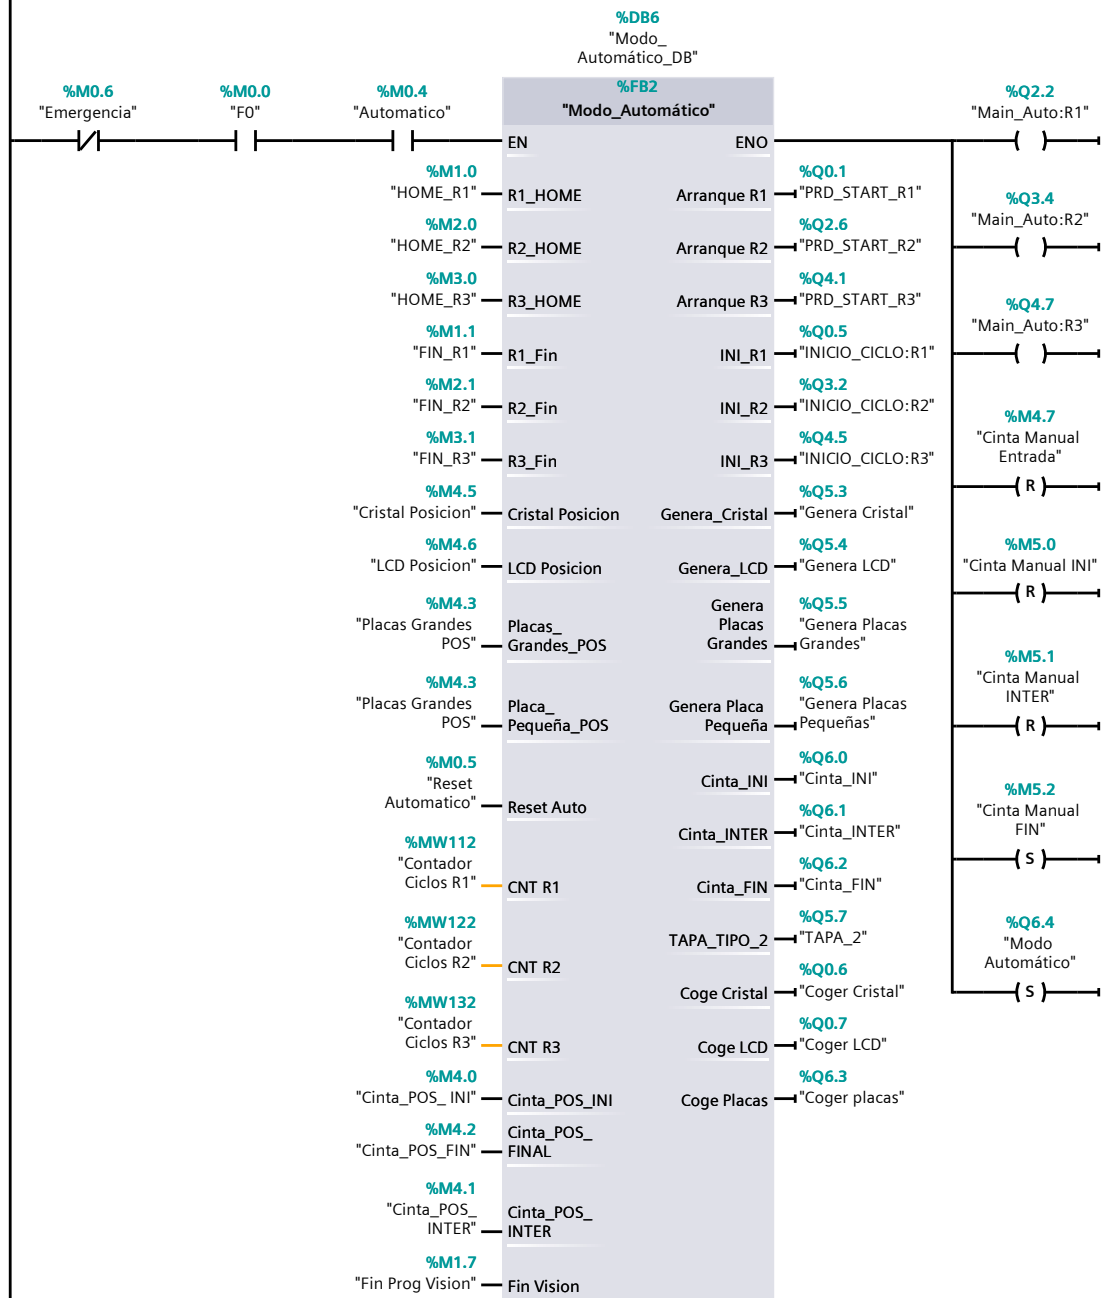 %DB6
"Modo_
Automático_DB"
%M0.6
"Emergencia"
%M0.0
"F0"
%M0.4
"Automatico"
%FB2
"Modo_Automático"
EN
ENO
%Q2.2
"Main_Auto:R1"
%M1.0
"HOME_R1"
R1_HOME
Arranque R1
%Q0.1
"PRD_START_R1"
%Q3.4
"Main_Auto:R2"
%M2.0
"HOME_R2"
R2_HOME
Arranque R2
%Q2.6
"PRD_START_R2"
%M3.0
"HOME_R3"
R3_HOME
Arranque R3
%Q4.1
"PRD_START_R3"
%Q4.7
"Main_Auto:R3"
%M1.1
"FIN_R1"
R1_Fin
INI_R1
%Q0.5
"INICIO_CICLO:R1"
%M2.1
"FIN_R2"
R2_Fin
INI_R2
%Q3.2
"INICIO_CICLO:R2"
%M4.7
"Cinta Manual
Entrada"
R
%M3.1
"FIN_R3"
R3_Fin
INI_R3
%Q4.5
"INICIO_CICLO:R3"
%M4.5
"Cristal Posicion"
Cristal Posicion
Genera_Cristal
%Q5.3
"Genera Cristal"
%M5.0
"Cinta Manual INI"
R
%M4.6
"LCD Posicion"
LCD Posicion
Genera_LCD
%Q5.4
"Genera LCD"
%M4.3
"Placas Grandes
POS"
Placas_
Grandes_POS
Genera
Placas
Grandes
%Q5.5
"Genera Placas
Grandes"
%M5.1
"Cinta Manual
INTER"
R
%M4.3
"Placas Grandes
POS"
Placa_
Pequeña_POS
Genera Placa
Pequeña
%Q5.6
"Genera Placas
Pequeñas"
%M0.5
"Reset
Automatico"
Reset Auto
Cinta_INI
%Q6.0
"Cinta_INI"
%M5.2
"Cinta Manual
FIN"
S
Cinta_INTER
%Q6.1
"Cinta_INTER"
%MW112
"Contador
Ciclos R1"
CNT R1
Cinta_FIN
%Q6.2
"Cinta_FIN"
%MW122
"Contador
Ciclos R2"
CNT R2
TAPA_TIPO_2
%Q5.7
"TAPA_2"
%Q6.4
"Modo
Automático"
S
Coge Cristal
%Q0.6
"Coger Cristal"
%MW132
"Contador
Ciclos R3"
CNT R3
Coge LCD
%Q0.7
"Coger LCD"
%M4.0
"Cinta_POS_ INI"
Cinta_POS_INI
Coge Placas
%Q6.3
"Coger placas"
%M4.2
"Cinta_POS_FIN"
Cinta_POS_
FINAL
%M4.1
"Cinta_POS_
INTER"
Cinta_POS_
INTER
%M1.7
"Fin Prog Vision"
Fin Vision